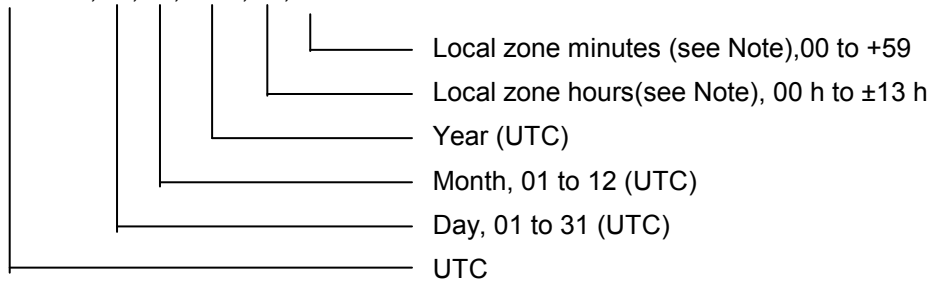 Local zone minutes (see Note),00 to +59
Local zone hours(see Note), 00 h to ±13 h
Year (UTC)
Month, 01 to 12 (UTC)
Day, 01 to 31 (UTC)
UTC